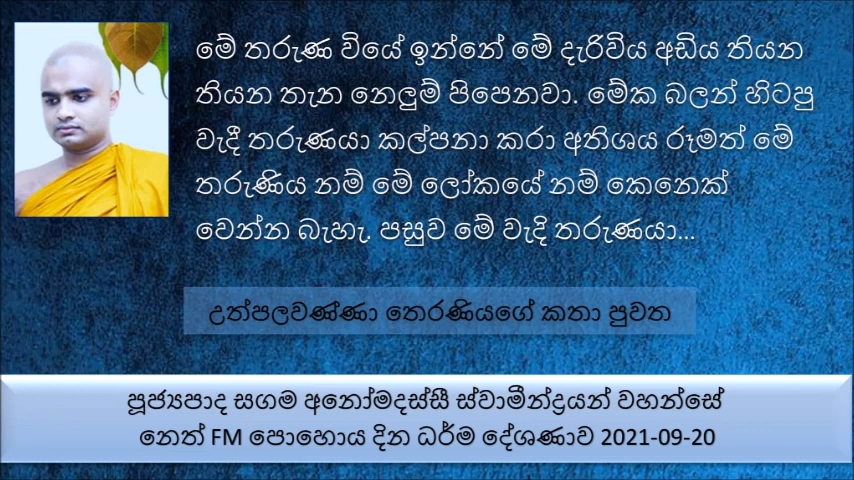 මේ තරුණ වියේ ඉන්නේ මේ දැරිවිය අඩිය තියන
තියන තැන නෙලුම් පිපෙනවා. මේක බලන් හිටපු
වැදී තරුණයා කල්පනා කරා අතිශය රූමත් මේ
තරුණිය නම් මේ ලෝකයේ නම් කෙනෙක්
වෙන්න බැහැ. පසුව මේ වැදි තරුණයා...
උත්පලවණ්ණා තෙරණියගේ කතා පුවත
පූජ්‍යපාද සගම අනෝමදස්සී ස්වාමීන්ද්‍රයන් වහන්සේ
නෙත් FM පොහොය දින ධර්ම දේශණාව 2021-09-20